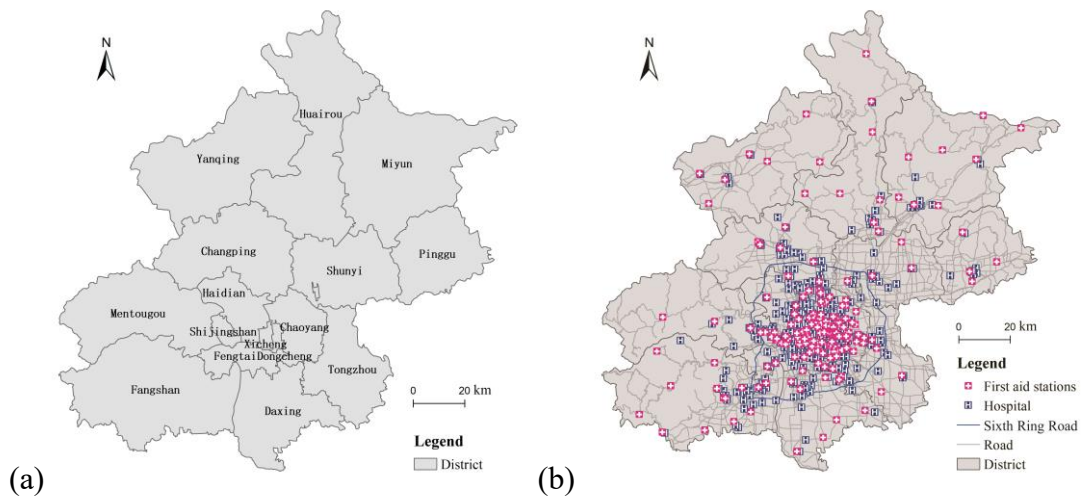 N
Huairou
Yanqing
Miyun
Changping
Pinggu
Shunyi
Haidian
Mentougou
Shijingshan
Chaoyang
Xicheng
FengtaiDongcheng
Tongzhou
Fangshan
Daxing
0 20 km
Legend
District
(a)
N
0 20 km
Legend
First aid stations
Hospital
Sixth Ring Road
Road
District
(b)